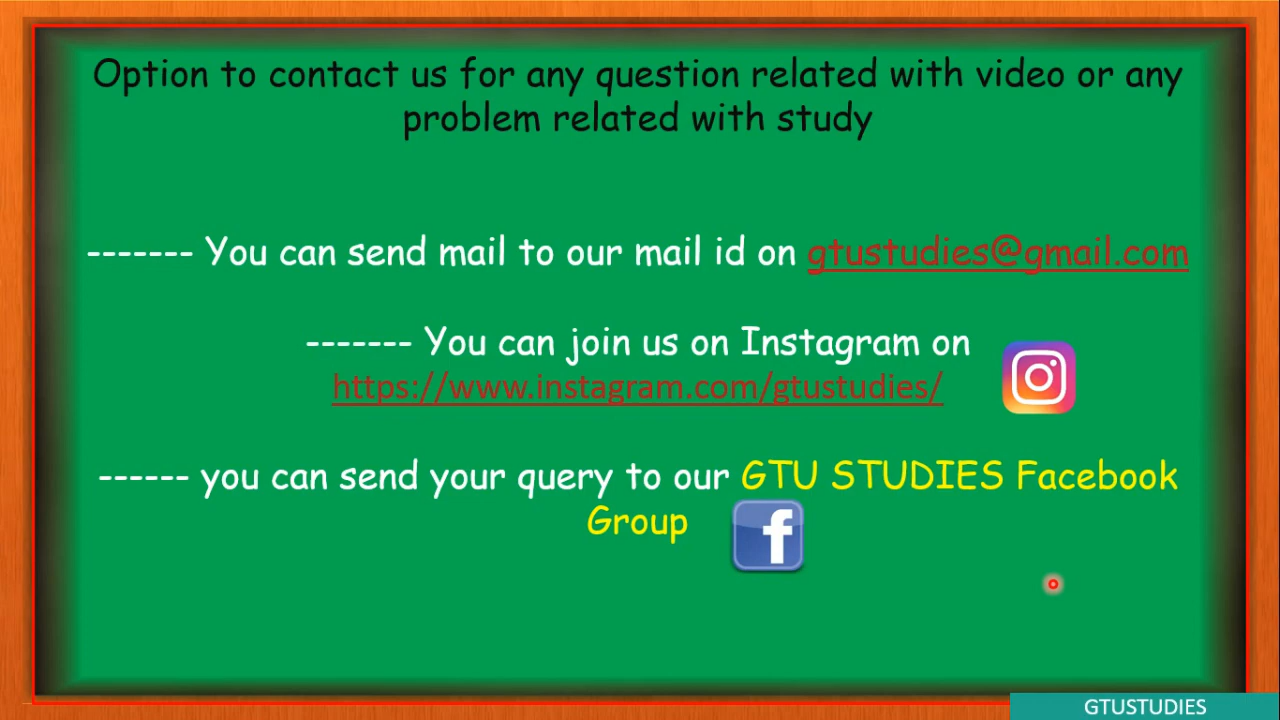 Option to contact us for any question related with video or any
problem related with study
------- You can send mail to our mail id on gtustudies@gmail.com
------- You can join us on Instagram on
https://www.instagram.com/gtustudies/
------ you can send your query to our GTU STUDIES Facebook
Group
f
GTUSTUDIES